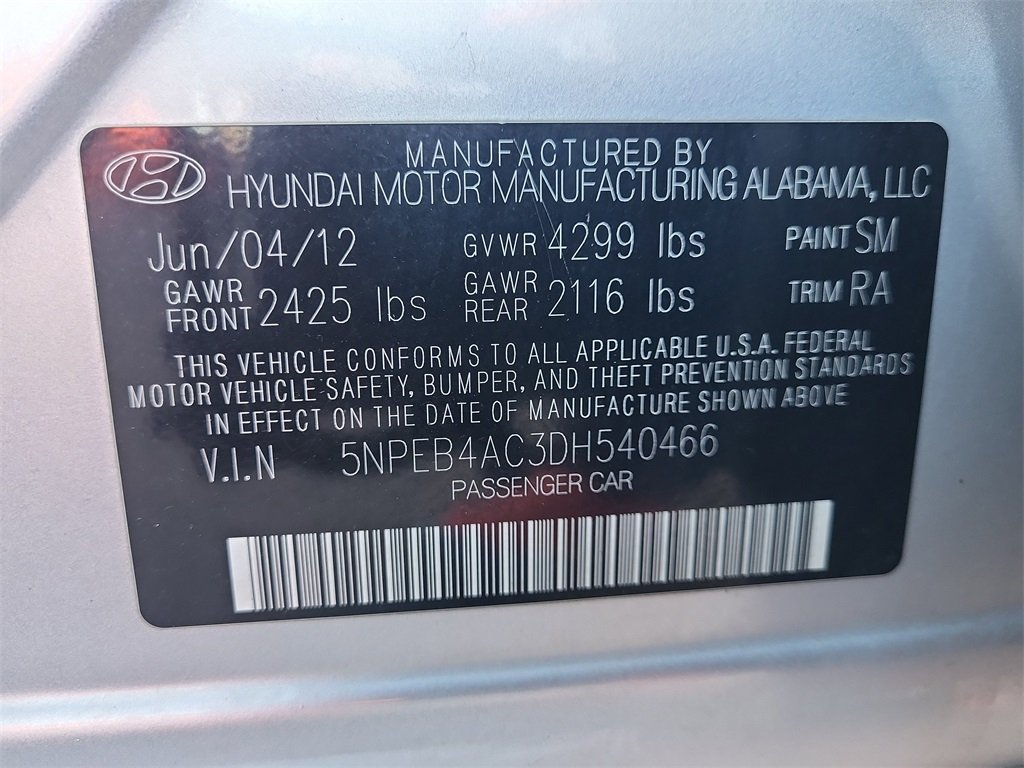 MANUFACTURED BY
HYUNDAI MOTOR MANUFACTURING ALABAMA, LLC
Jun/04/12 GVWR 4299 lbs PAINT SM
GAWR FRONT 2425 lbs GAWR REAR 2116 lbs TRIM RA
THIS VEHICLE CONFORMS TO ALL APPLICABLE U.S.A. FEDERAL
MOTOR VEHICLE SAFETY, BUMPER, AND THEFT PREVENTION STANDARDS
IN EFFECT ON THE DATE OF MANUFACTURE SHOWN ABOVE
V.I.N 5NPEB4AC3DH540466
PASSENGER CAR